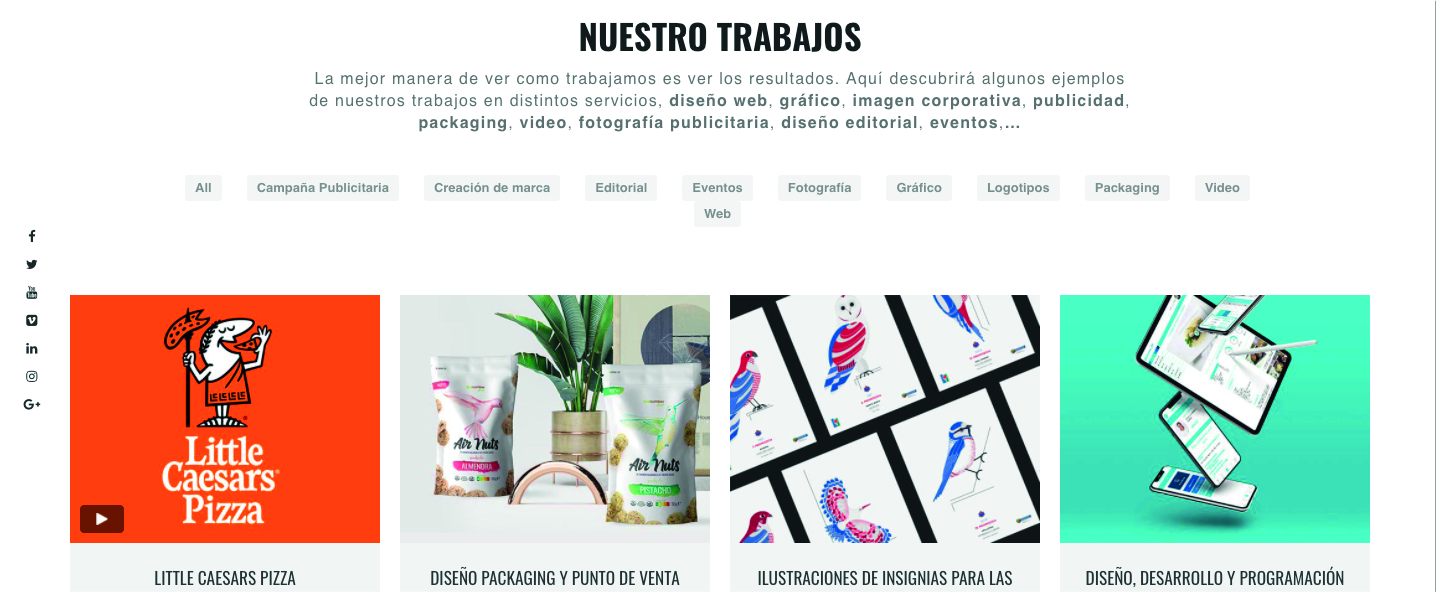 NUESTRO TRABAJOS
La mejor manera de ver como trabajamos es ver los resultados. Aquí descubrirá algunos ejemplos
de nuestros trabajos en distintos servicios, diseño web, gráfico, imagen corporativa, publicidad,
packaging, video, fotografía publicitaria, diseño editorial, eventos,...
All Campaña Publicitaria Creación de marca Editorial Eventos Fotografía Gráfico Logotipos Packaging Video
Web
Little
Caesars
Pizza
Air Nuts
ALMENDRA
Air Nuts
PISTACHO
LITTLE CAESARS PIZZA
DISEÑO PACKAGING Y PUNTO DE VENTA
ILUSTRACIONES DE INSIGNIAS PARA LAS
DISEÑO, DESARROLLO Y PROGRAMACIÓN